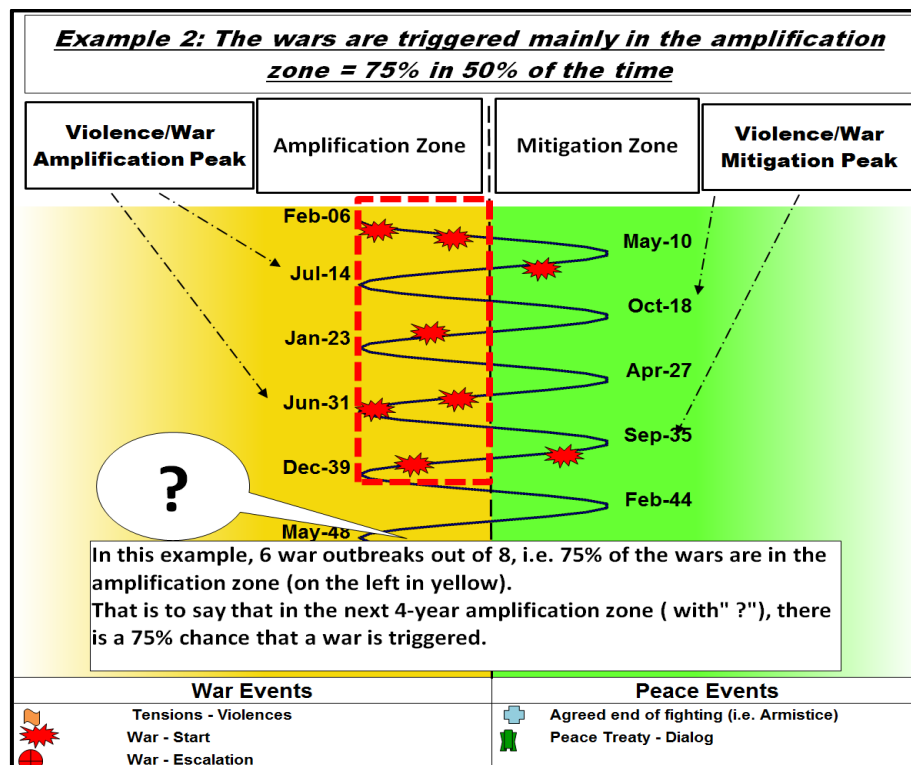 Example 2: The wars are triggered mainly in the amplification
zone = 75% in 50% of the time
Violence/War
Amplification Peak
Amplification Zone
Mitigation Zone
Violence/War
Mitigation Peak
Feb-06
May-10
Jul-14
Oct-18
Jan-23
Apr-27
Jun-31
Sep-35
Dec-39
?
Feb-44
May-48
In this example, 6 war outbreaks out of 8, i.e. 75% of the wars are in the
amplification zone (on the left in yellow).
That is to say that in the next 4-year amplification zone ( with" ?"), there
is a 75% chance that a war is triggered.
War Events
Peace Events
Tensions - Violences
Agreed end of fighting (i.e. Armistice)
War - Start
Peace Treaty - Dialog
War - Escalation